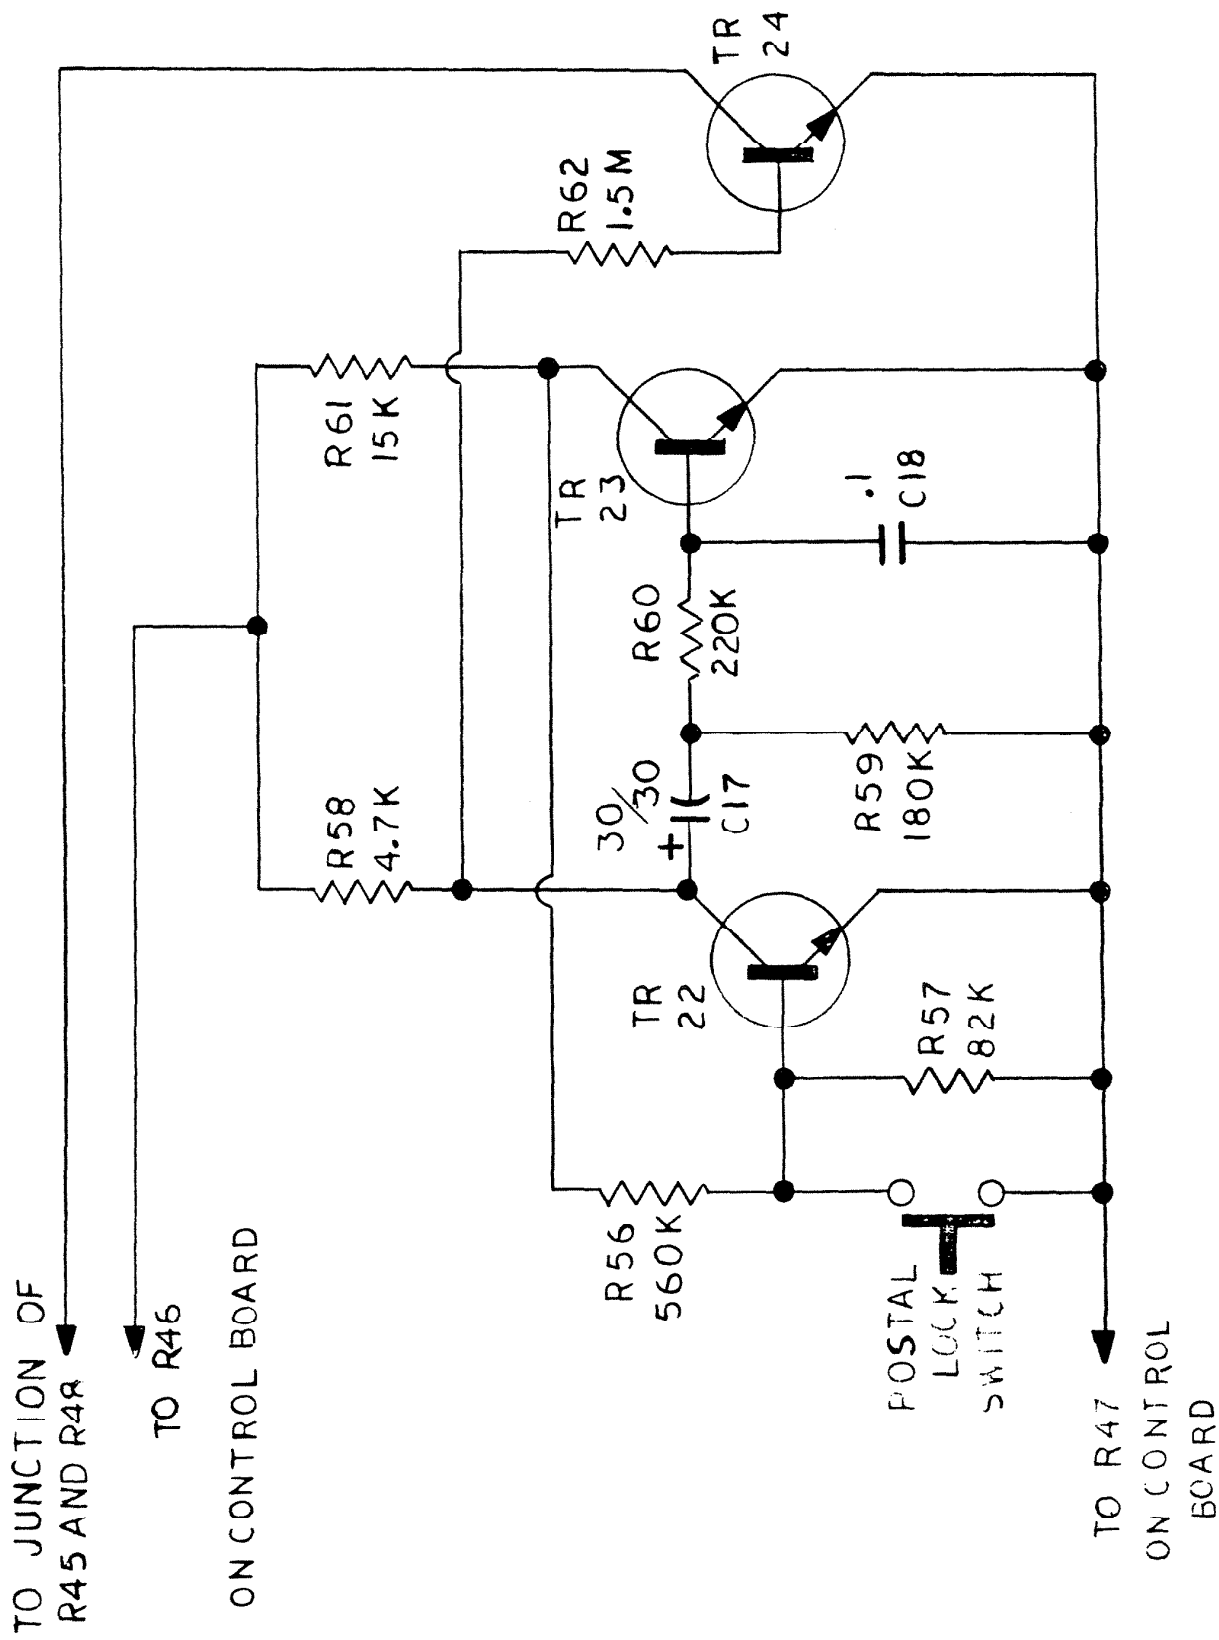 TO JUNCTION OF
R45 AND R48
TO R46
ON CONTROL BOARD
R58
4.7K
R61
15K
R62
1.5M
TR
24
TR
23
R60
220K
30/30
+
C17
.1
C18
R59
180K
TR
22
R57
82K
R56
560K
POSTAL
LOCK
SWITCH
TO R47
ON CONTROL
BOARD